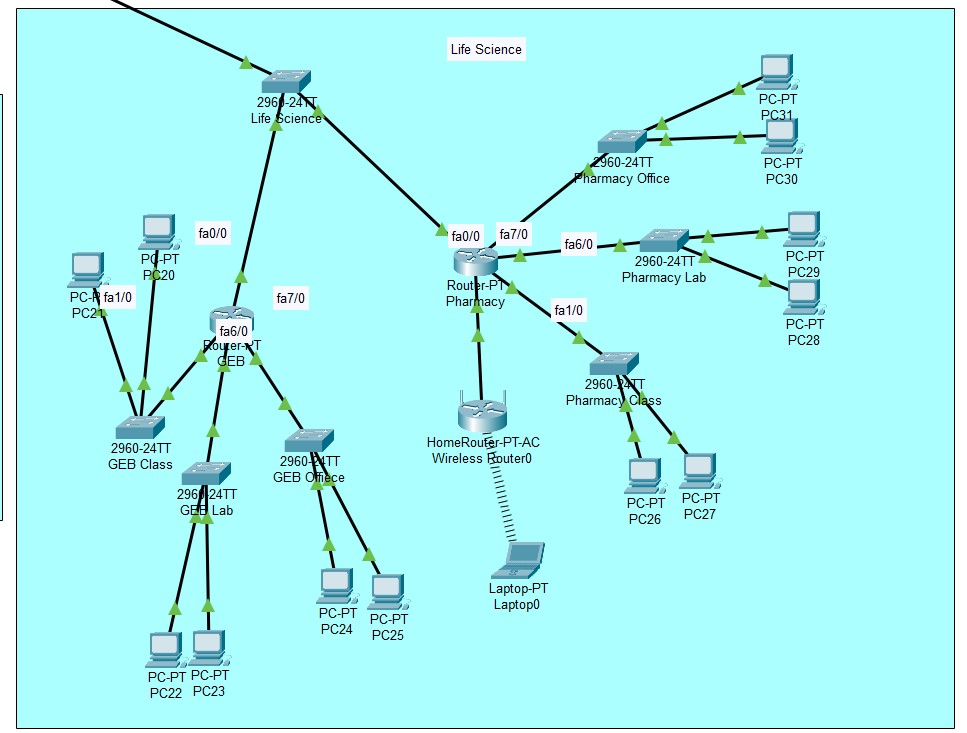 Life Science
2960-24TT
Life Science
PC-PT
PC31
2960-24TT
Pharmacy Office
PC-PT
PC30
fa0/0
fa0/0
fa7/0
fa6/0
2960-24TT
Pharmacy Lab
PC-PT
PC29
PC-PT
PC20
PC-PT
PC21
fa1/0
fa7/0
Router-PT
Pharmacy
fa1/0
PC-PT
PC28
fa6/0
Router-PT
GEB
2960-24TT
Pharmacy Class
HomeRouter-PT-AC
Wireless Router0
2960-24TT
GEB Class
2960-24TT
GEB Offiece
2960-24TT
GEB Lab
PC-PT
PC26
PC-PT
PC27
Laptop-PT
Laptop0
PC-PT
PC24
PC-PT
PC25
PC-PT
PC22
PC-PT
PC23